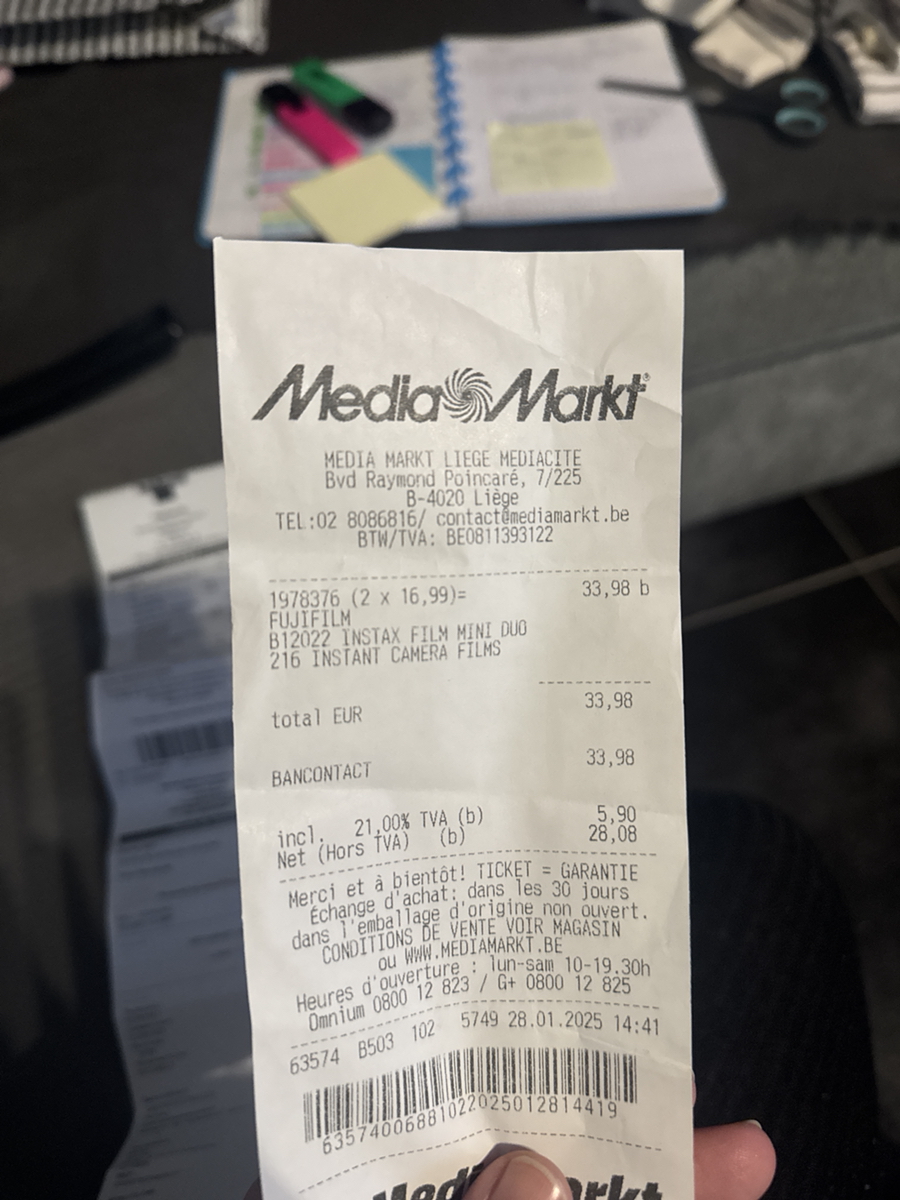 Media Markt®
MEDIA MARKT LIEGE MEDIACITE
Bvd Raymond Poincaré, 7/225
B-4020 Liège
TEL:02 8086816/ contact@mediamarkt.be
BTW/TVA: BE0811393122
1978376 (2 x 16,99)= 33,98 b
FUJIFILM
B12022 INSTAX FILM MINI DUO
216 INSTANT CAMERA FILMS
total EUR 33,98
BANCONTACT 33,98
incl. 21,00% TVA (b) 5,90
Net (Hors TVA) (b) 28,08
Merci et à bientôt! TICKET = GARANTIE
Échange d'achat: dans les 30 jours
dans l'emballage d'origine non ouvert.
CONDITIONS DE VENTE VOIR MAGASIN
ou WWW.MEDIAMARKT.BE
Heures d'ouverture : lun-sam 10-19.30h
Omnium 0800 12 823 / G+ 0800 12 825
63574 B503 102 5749 28.01.2025 14:41
63574006881022025012814419
Media Markt